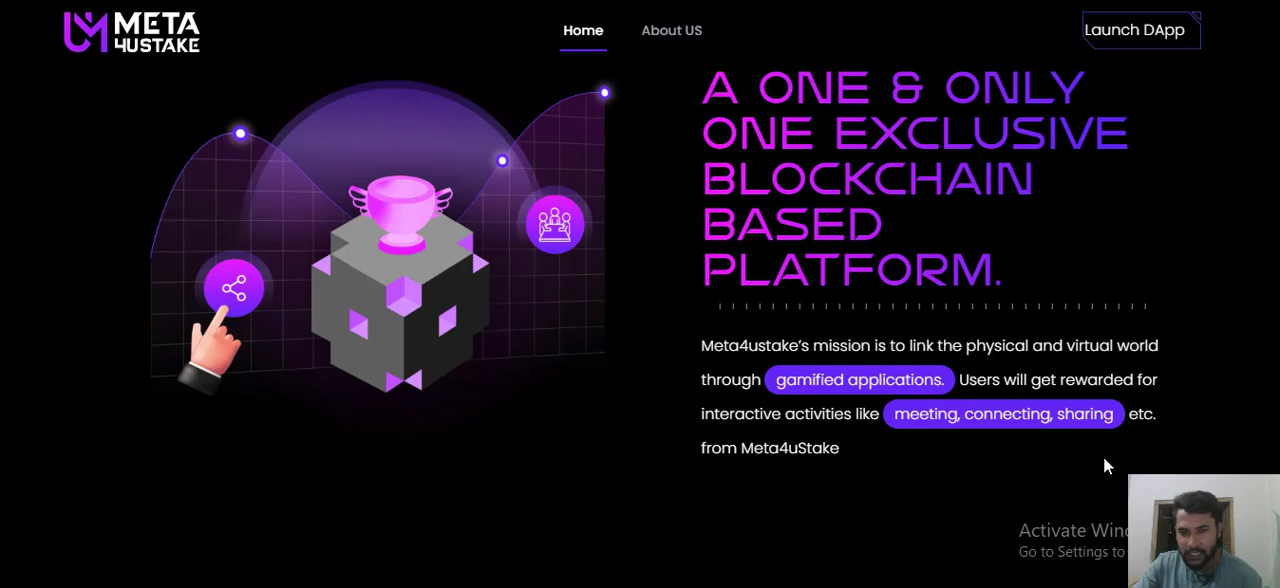 META
4USTAKE
Home
About US
Launch DApp
A ONE & ONLY
ONE EXCLUSIVE
BLOCKCHAIN
BASED
PLATFORM.
Meta4ustake's mission is to link the physical and virtual world
through gamified applications. Users will get rewarded for
interactive activities like meeting, connecting, sharing etc.
from Meta4uStake
Activate
Go to Settings to